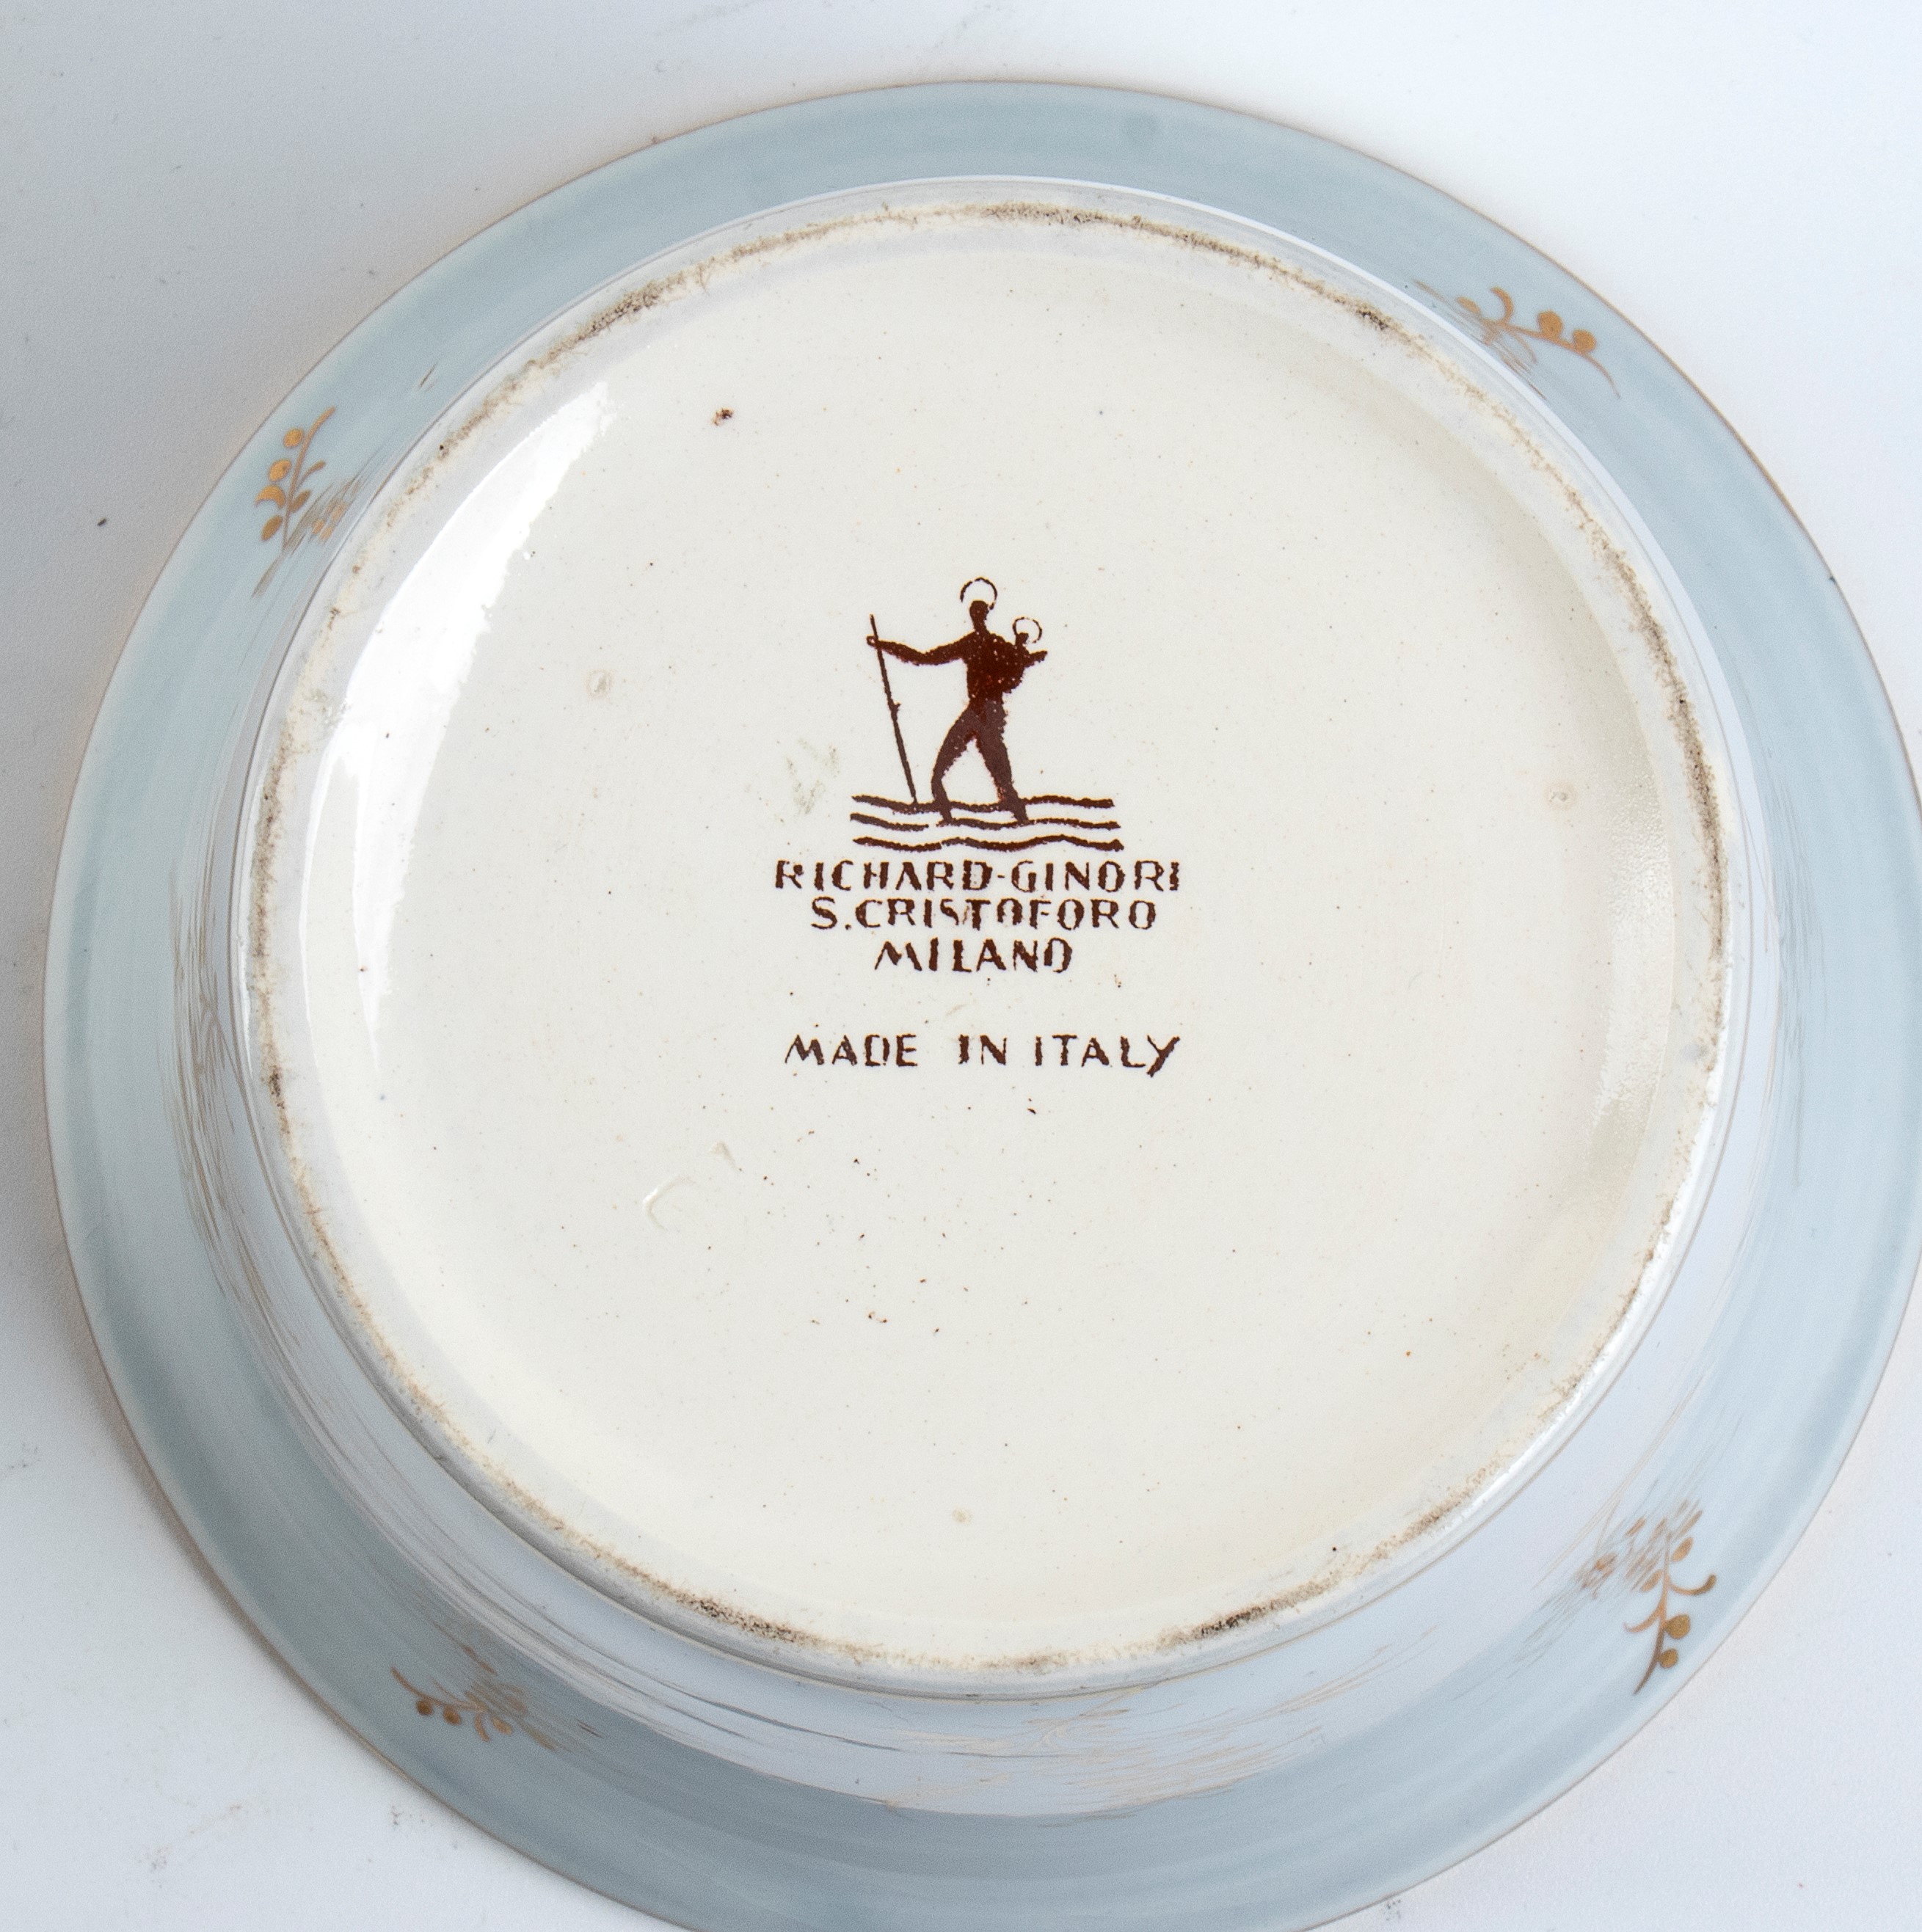 RICHARD-GINORI
S.CRISTOFORO
MILANO
MADE IN ITALY